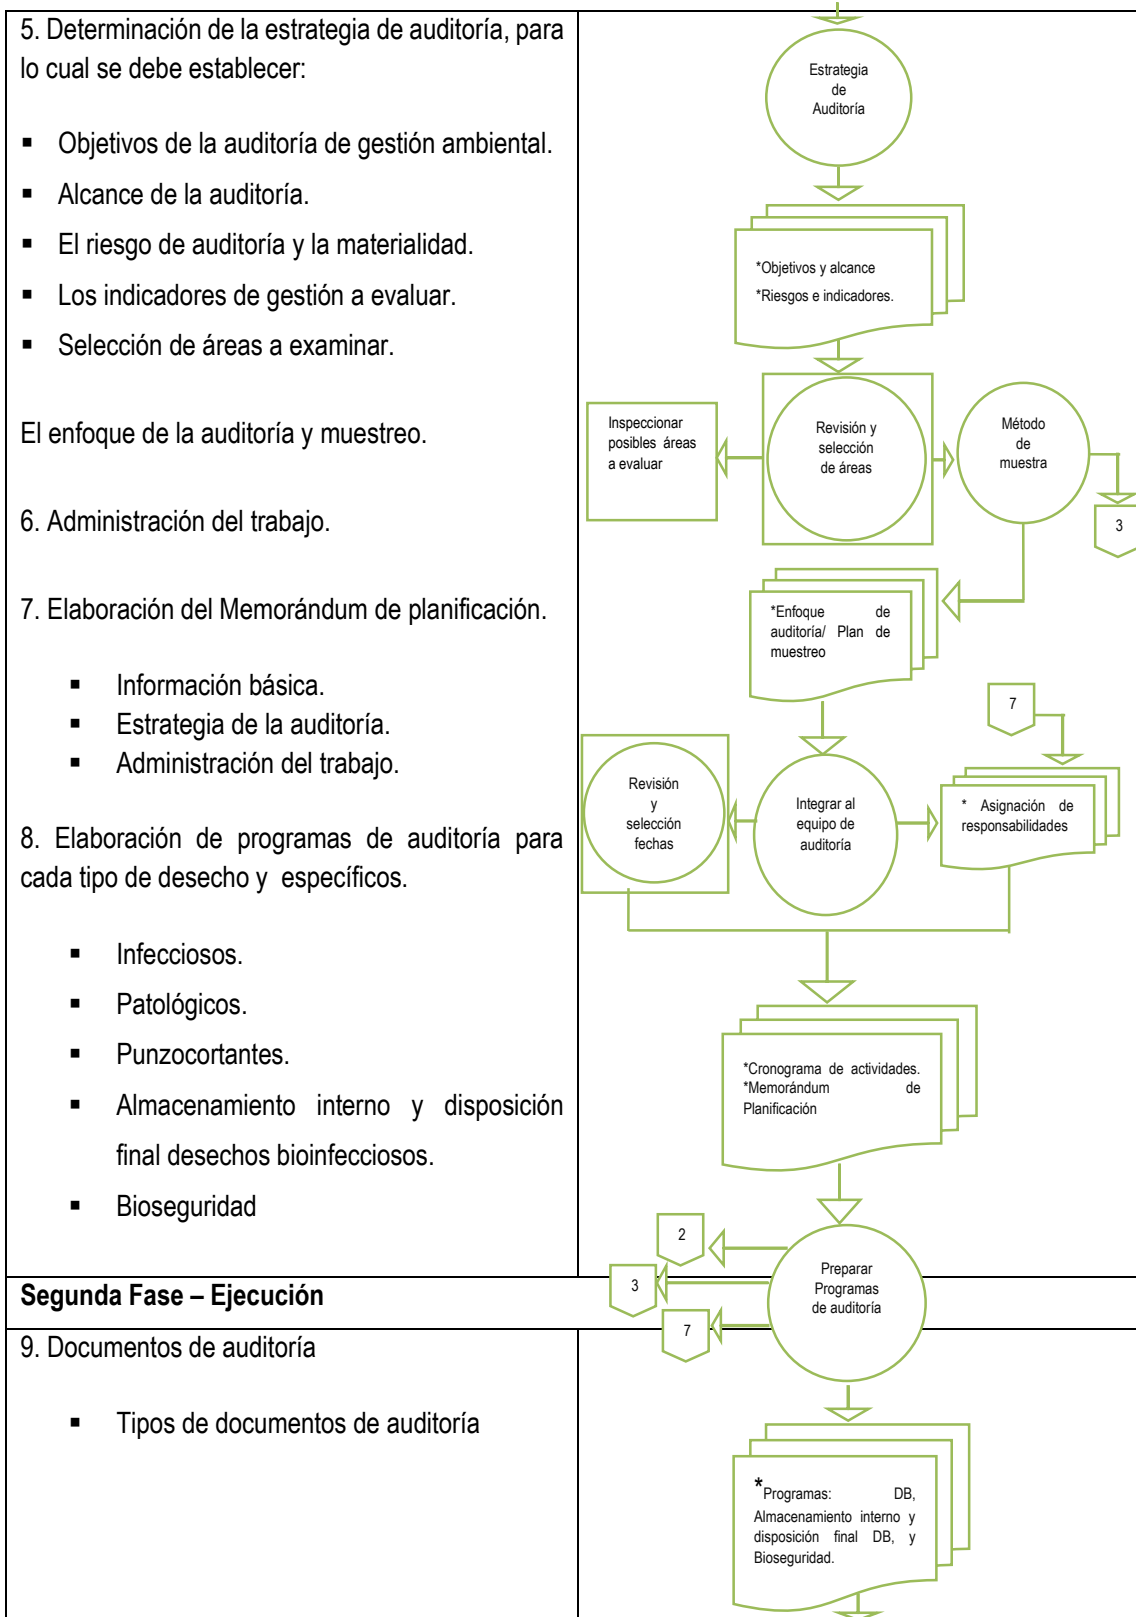 5. Determinación de la estrategia de auditoría, para
lo cual se debe establecer:
▪ Objetivos de la auditoría de gestión ambiental.
▪ Alcance de la auditoría.
▪ El riesgo de auditoría y la materialidad.
▪ Los indicadores de gestión a evaluar.
▪ Selección de áreas a examinar.
El enfoque de la auditoría y muestreo.
6. Administración del trabajo.
7. Elaboración del Memorándum de planificación.
▪ Información básica.
▪ Estrategia de la auditoría.
▪ Administración del trabajo.
8. Elaboración de programas de auditoría para
cada tipo de desecho y específicos.
▪ Infecciosos.
▪ Patológicos.
▪ Punzocortantes.
▪ Almacenamiento interno y disposición
final desechos bioinfecciosos.
▪ Bioseguridad
Estrategia
de
Auditoría
*Objetivos y alcance
*Riesgos e indicadores.
Inspeccionar
posibles áreas
a evaluar
Revisión y
selección
de áreas
Método
de
muestra
3
*Enfoque de
auditoría/ Plan de
muestreo
7
Revisión
y
selección
fechas
Integrar al
equipo de
auditoría
* Asignación de
responsabilidades
*Cronograma de actividades.
*Memorándum de
Planificación
2
3
7
Preparar
Programas
de auditoría
Segunda Fase – Ejecución
9. Documentos de auditoría
▪ Tipos de documentos de auditoría
*Programas: DB,
Almacenamiento interno y
disposición final DB, y
Bioseguridad.